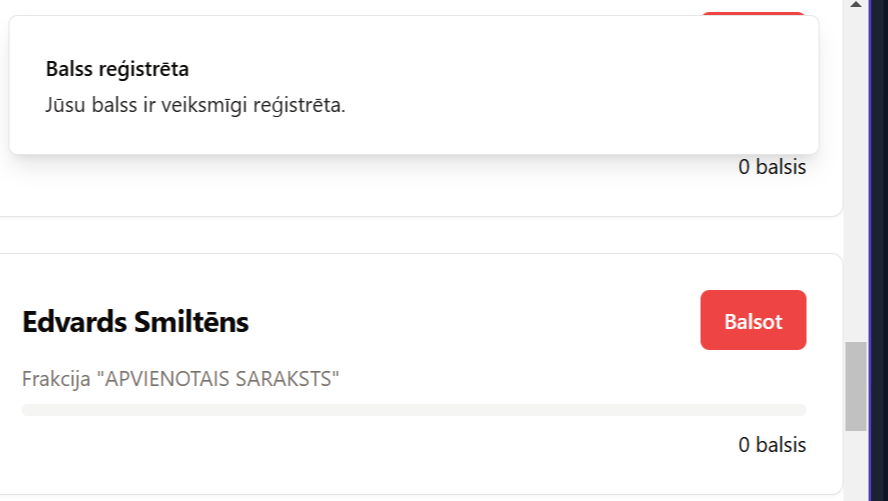 Balss reģistrēta
Jūsu balss ir veiksmīgi reģistrēta.
0 balsis
Edvards Smiltēns
Balsot
Frakcija "APVIENOTAIS SARAKSTS"
0 balsis